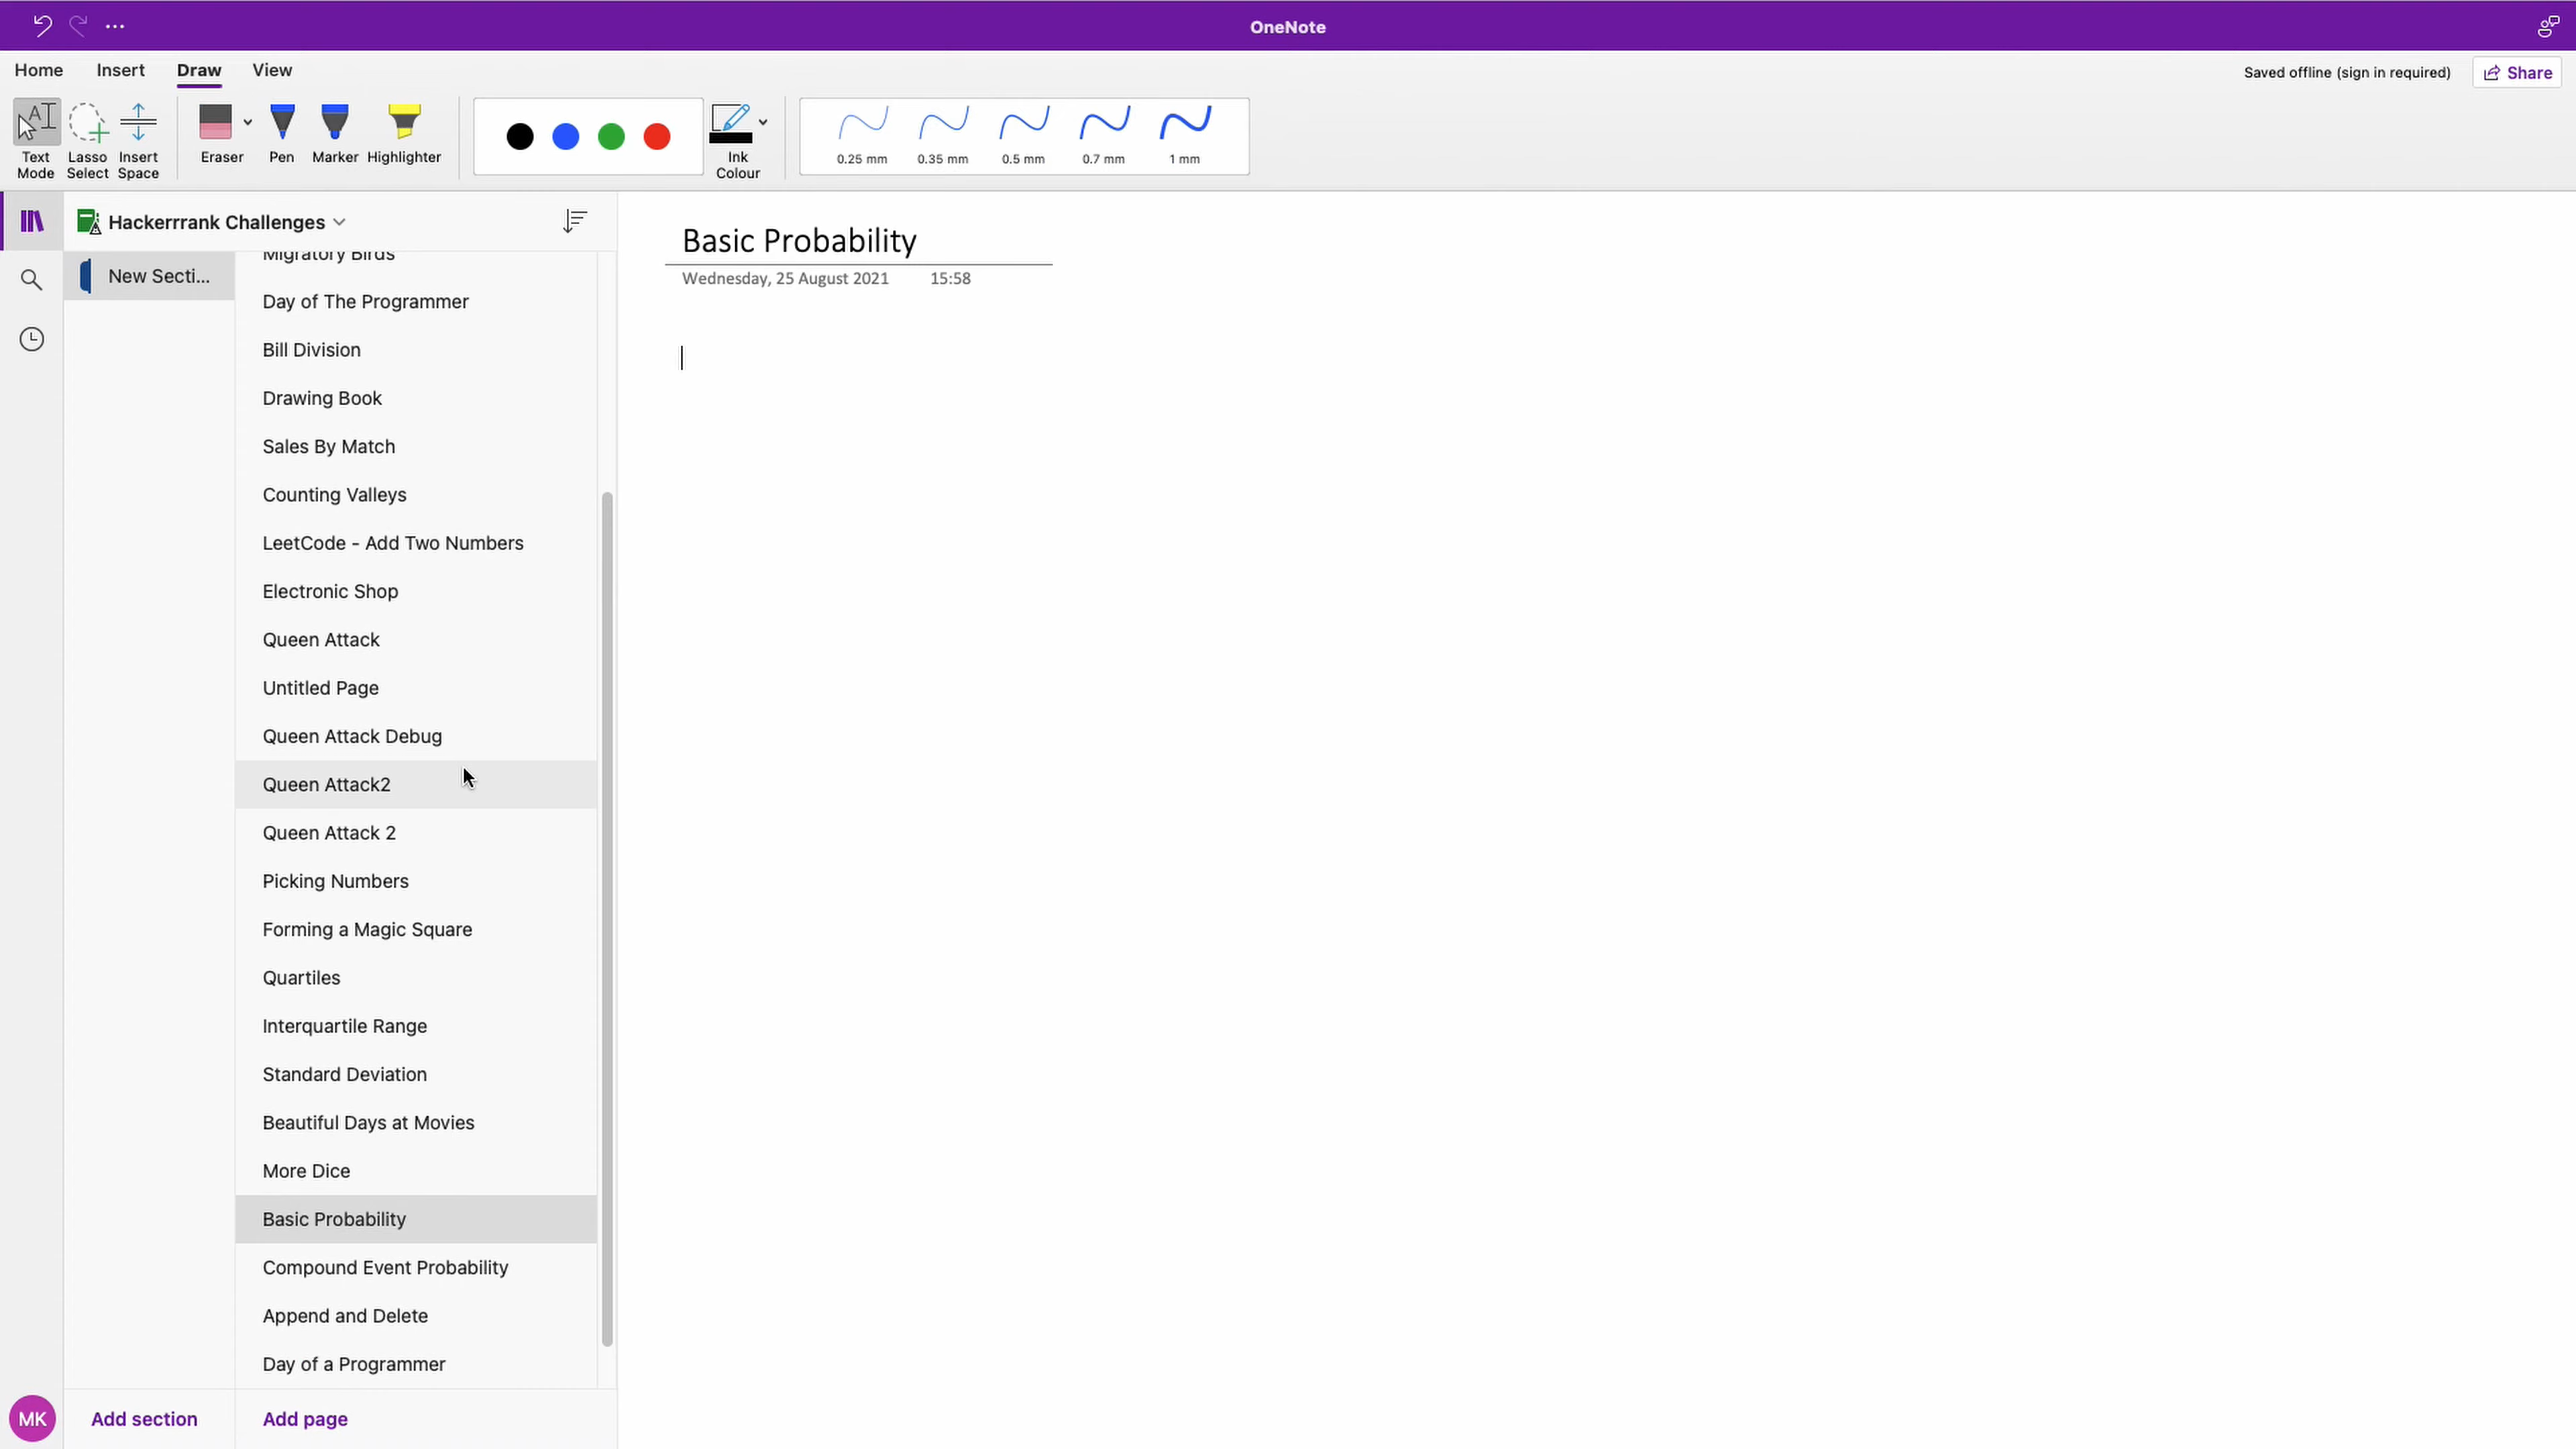 OneNote
Home Insert Draw View
Saved offline (sign in required) Share
Text Mode
Lasso Select
Insert Space
Eraser
Pen
Marker
Highlighter
Ink Colour
0.25 mm 0.35 mm 0.5 mm 0.7 mm 1 mm
Hackerrrank Challenges
New Secti...
Migratory Birds
Day of The Programmer
Bill Division
Drawing Book
Sales By Match
Counting Valleys
LeetCode - Add Two Numbers
Electronic Shop
Queen Attack
Untitled Page
Queen Attack Debug
Queen Attack2
Queen Attack 2
Picking Numbers
Forming a Magic Square
Quartiles
Interquartile Range
Standard Deviation
Beautiful Days at Movies
More Dice
Basic Probability
Compound Event Probability
Append and Delete
Day of a Programmer
MK
Add section
Add page
Basic Probability
Wednesday, 25 August 2021 15:58